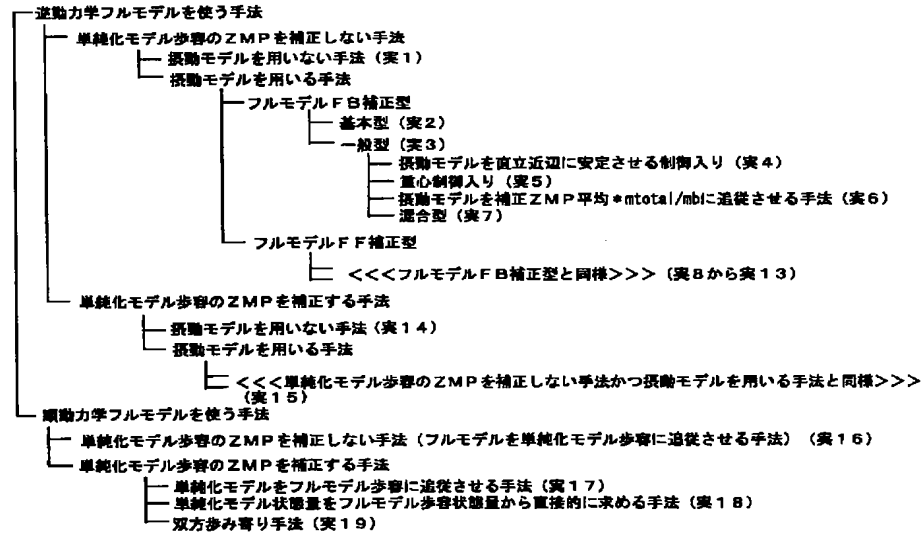 逆動力学フルモデルを使う手法
単純化モデル歩容のZMPを補正しない手法
摂動モデルを用いない手法(実1)
摂動モデルを用いる手法
フルモデルFB補正型
基本型(実2)
一般型(実3)
摂動モデルを直立近辺に安定させる制御入り(実4)
重心制御入り(実5)
摂動モデルを補正ZMP平均*mtotal/mbに追従させる手法(実6)
混合型(実7)
フルモデルFF補正型
<<<フルモデルFB補正型と同様>>>(実8から実13)
単純化モデル歩容のZMPを補正する手法
摂動モデルを用いない手法(実14)
摂動モデルを用いる手法
<<<単純化モデル歩容のZMPを補正しない手法かつ摂動モデルを用いる手法と同様>>>
(実15)
順動力学フルモデルを使う手法
単純化モデル歩容のZMPを補正しない手法(フルモデルを単純化モデル歩容に追従させる手法)(実16)
単純化モデル歩容のZMPを補正する手法
単純化モデルをフルモデル歩容に追従させる手法(実17)
単純化モデル状態量をフルモデル歩容状態量から直接的に求める手法(実18)
双方歩み寄り手法(実19)